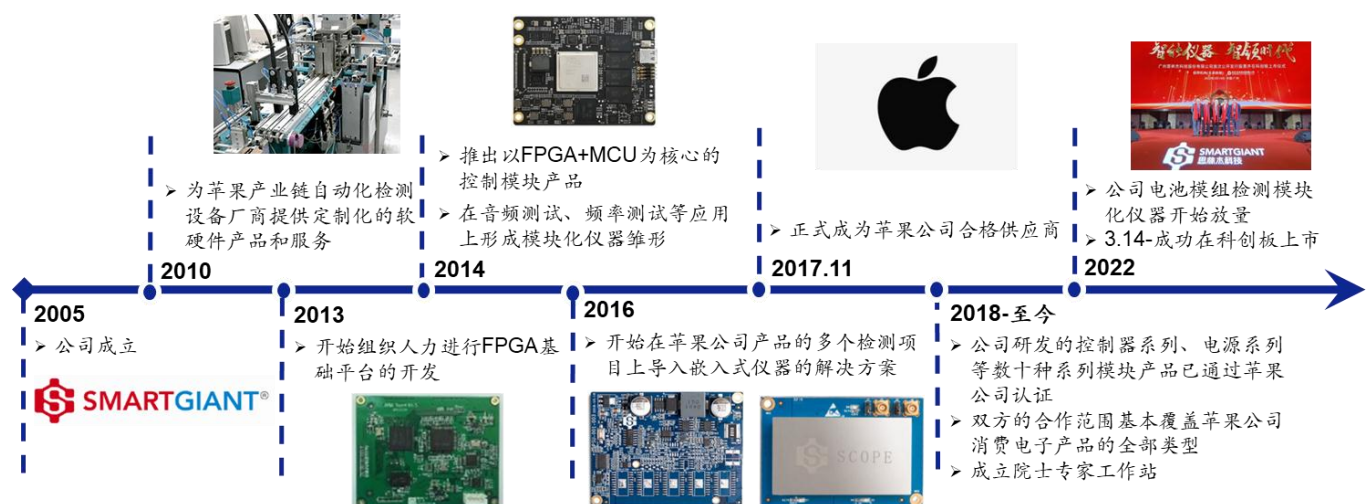 2005
公司成立
SMARTGIANT®
为苹果产业链自动化检测
设备厂商提供定制化的软
硬件产品和服务
2010
2013
开始组织人力进行FPGA基
础平台的开发
推出以FPGA+MCU为核心的
控制模块产品
在音频测试、频率测试等应用
上形成模块化仪器雏形
2014
2016
开始在苹果公司产品的多个检测项
目上导入嵌入式仪器的解决方案
SCOPE
正式成为苹果公司合格供应商
2017.11
2018-至今
公司研发的控制器系列、电源系列
等数十种系列模块产品已通过苹果
公司认证
双方的合作范围基本覆盖苹果公司
消费电子产品的全部类型
成立院士专家工作站
智能仪器 智领时代
SMARTGIANT
思林杰科技
公司电池模组检测模块
化仪器开始放量
3.14-成功在科创板上市
2022